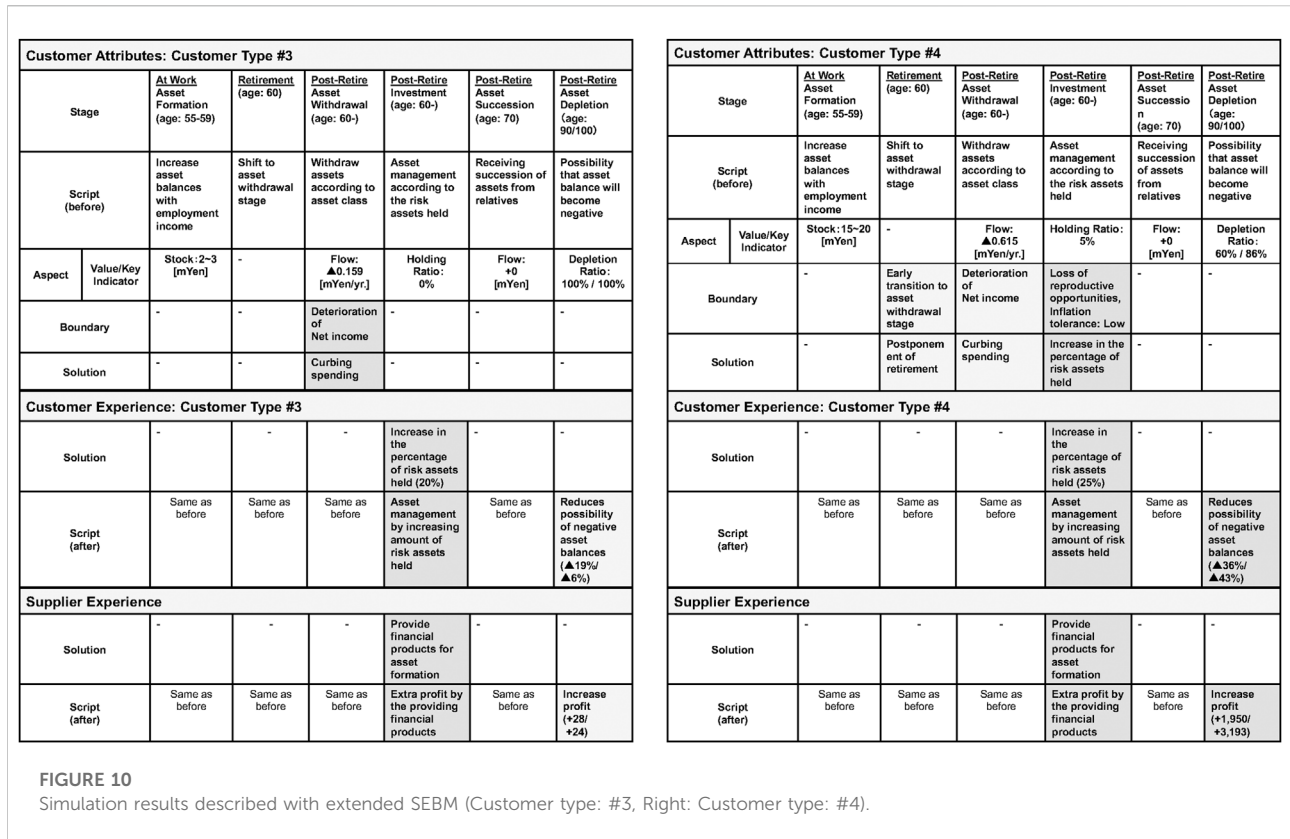 Customer Attributes: Customer Type #3
Stage
At Work
Asset
Formation
(age: 55-59)
Retirement
(age: 60)
Post-Retire
Asset
Withdrawal
(age: 60-)
Post-Retire
Investment
(age: 60-)
Post-Retire
Asset
Succession
(age: 70)
Post-Retire
Asset
Depletion
(age:
90/100)
Script
(before)
Increase
asset
balances
with
employment
income
Shift to
asset
withdrawal
stage
Withdraw
assets
according to
asset class
Asset
management
according to
the risk
assets held
Receiving
succession of
assets from
relatives
Possibility
that asset
balance will
become
negative
Aspect
Value/Key
Indicator
Stock:2~3
[mYen]
-
Flow:
▲0.159
[mYen/yr.]
Holding
Ratio:
0%
Flow:
+0
[mYen]
Depletion
Ratio:
100% / 100%
Boundary
-
-
Deterioration
of
Net income
-
-
-
Solution
-
-
Curbing
spending
-
-
-
Customer Experience: Customer Type #3
Solution
-
-
-
Increase in
the
percentage
of risk assets
held (20%)
-
-
Script
(after)
Same as
before
Same as
before
Same as
before
Asset
management
by increasing
amount of
risk assets
held
Same as
before
Reduces
possibility
of negative
asset
balances
(▲19%/
▲6%)
Supplier Experience
Solution
-
-
-
Provide
financial
products for
asset
formation
-
-
Script
(after)
Same as
before
Same as
before
Same as
before
Extra profit by
the providing
financial
products
Same as
before
Increase
profit
(+28/
+24)
Customer Attributes: Customer Type #4
Stage
At Work
Asset
Formation
(age: 55-59)
Retirement
(age: 60)
Post-Retire
Asset
Withdrawal
(age: 60-)
Post-Retire
Investment
(age: 60-)
Post-Retire
Asset
Successio
n
(age: 70)
Post-Retire
Asset
Depletion
(age:
90/100)
Script
(before)
Increase
asset
balances
with
employment
income
Shift to
asset
withdrawal
stage
Withdraw
assets
according to
asset class
Asset
management
according to
the risk assets
held
Receiving
succession
of assets
from
relatives
Possibility
that asset
balance will
become
negative
Aspect
Value/Key
Indicator
Stock:15~20
[mYen]
-
Flow:
▲0.615
[mYen/yr.]
Holding Ratio:
5%
Flow:
+0
[mYen]
Depletion
Ratio:
60% / 86%
Boundary
-
Early
transition to
asset
withdrawal
stage
Deterioration
of
Net income
Loss of
reproductive
opportunities,
Inflation
tolerance: Low
-
-
Solution
-
Postponem
ent of
retirement
Curbing
spending
Increase in the
percentage of
risk assets
held
-
-
Customer Experience: Customer Type #4
Solution
-
-
-
Increase in
the
percentage of
risk assets
held (25%)
-
-
Script
(after)
Same as
before
Same as
before
Same as
before
Asset
management
by increasing
amount of risk
assets held
Same as
before
Reduces
possibility
of negative
asset
balances
(▲36%/
▲43%)
Supplier Experience
Solution
-
-
-
Provide
financial
products for
asset
formation
-
-
Script
(after)
Same as
before
Same as
before
Same as
before
Extra profit by
the providing
financial
products
Same as
before
Increase
profit
(+1,950/
+3,193)
FIGURE 10
Simulation results described with extended SEBM (Customer type: #3, Right: Customer type: #4).